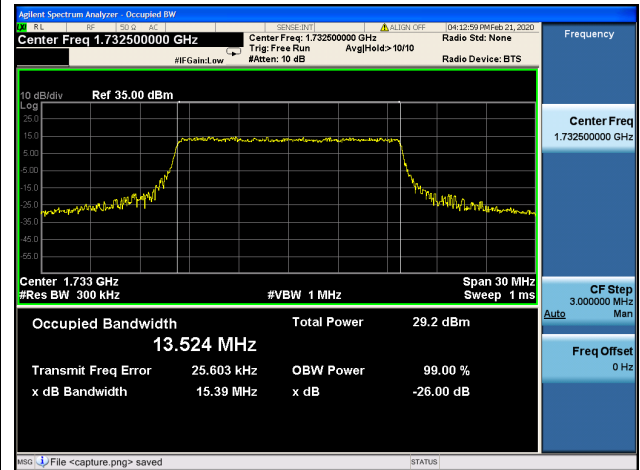 Agilent Spectrum Analyzer - Occupied BW
RL RF 50 Ω AC SENSE:INT ALIGN OFF 04:12:59 PM Feb 21, 2020
Center Freq 1.732500000 GHz Center Freq: 1.732500000 GHz Radio Std: None
Trig: Free Run Avg|Hold:> 10/10
#IFGain:Low #Atten: 10 dB Radio Device: BTS
10 dB/div Ref 35.00 dBm
Log
25.0
15.0
5.00
-5.00
-15.0
-25.0
-35.0
-45.0
-55.0
Center 1.733 GHz Span 30 MHz
#Res BW 300 kHz #VBW 1 MHz Sweep 1 ms
Occupied Bandwidth Total Power 29.2 dBm
13.524 MHz
Transmit Freq Error 25.603 kHz OBW Power 99.00 %
x dB Bandwidth 15.39 MHz x dB -26.00 dB
MSG File <capture.png> saved STATUS
Frequency
Center Freq
1.732500000 GHz
CF Step
3.000000 MHz
Auto Man
Freq Offset
0 Hz